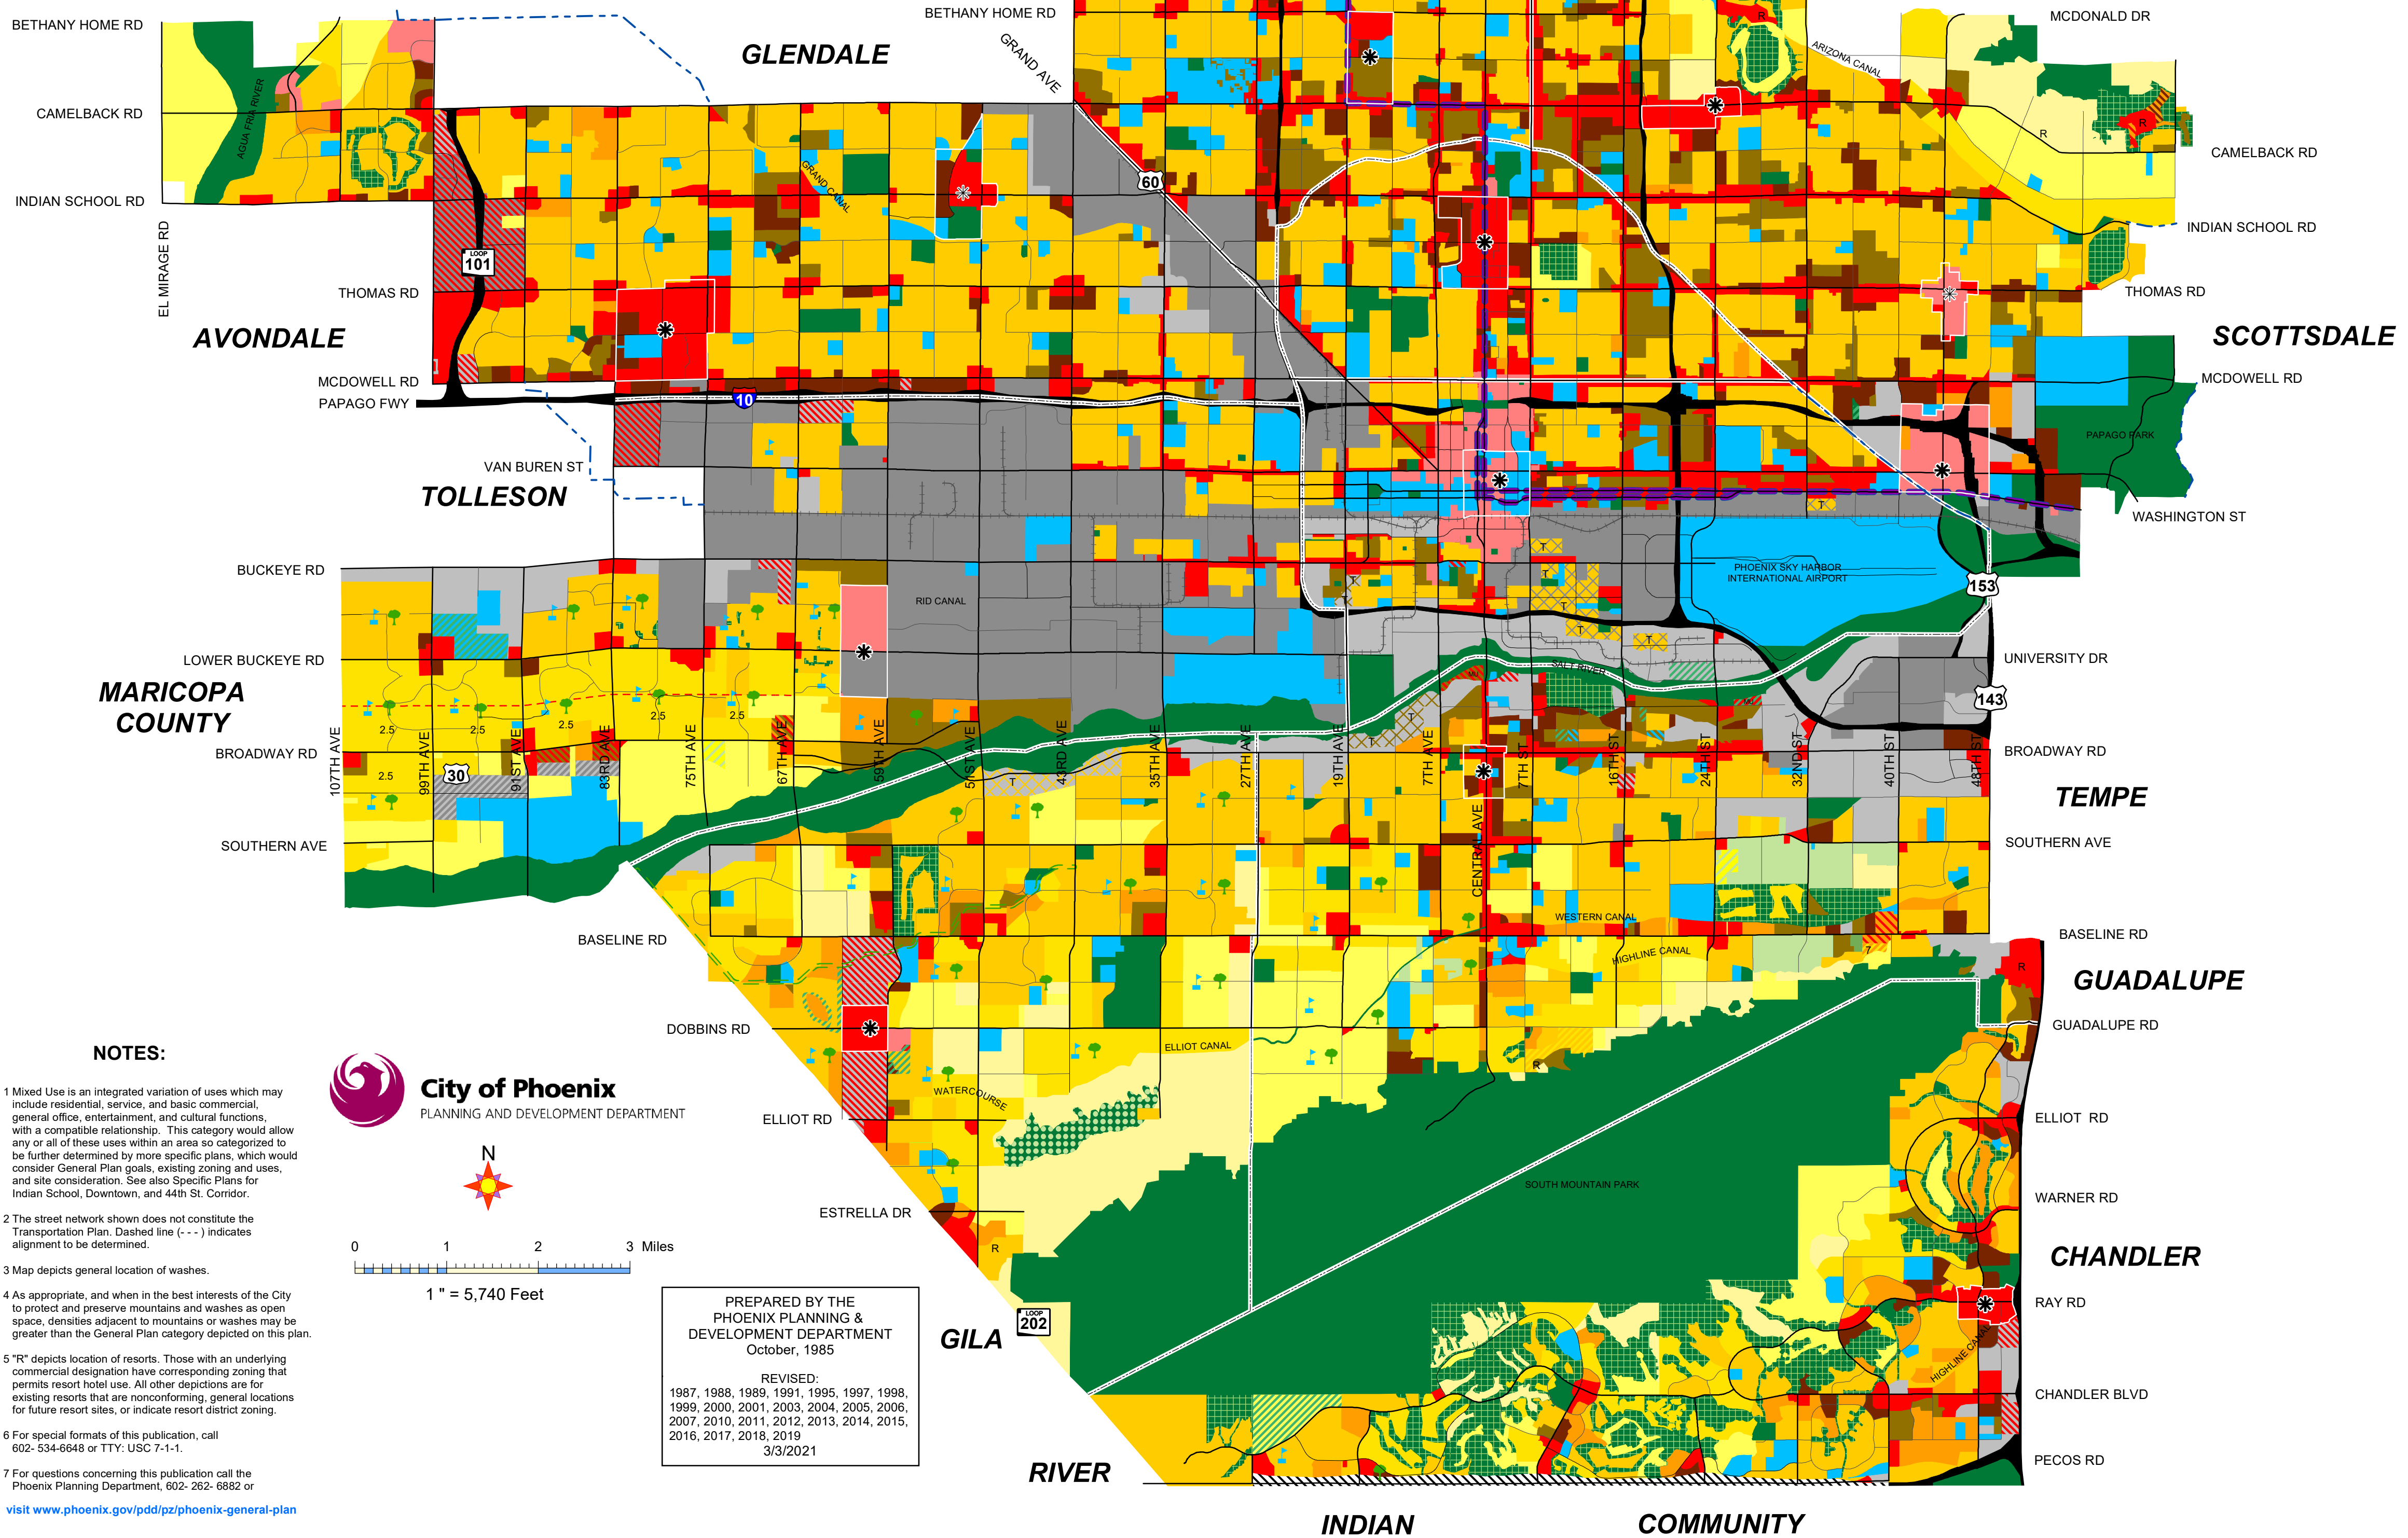 BETHANY HOME RD
BETHANY HOME RD
MCDONALD DR
GLENDALE
GRAND AVE
R
ARIZONA CANAL
CAMELBACK RD
AGUA FRIA RIVER
R
R
CAMELBACK RD
GRAND CANAL
60
INDIAN SCHOOL RD
INDIAN SCHOOL RD
EL MIRAGE RD
LOOP
101
THOMAS RD
THOMAS RD
AVONDALE
SCOTTSDALE
MCDOWELL RD
MCDOWELL RD
PAPAGO FWY
10
PAPAGO PARK
VAN BUREN ST
TOLLESON
T
WASHINGTON ST
T
BUCKEYE RD
PHOENIX SKY HARBOR
INTERNATIONAL AIRPORT
T
T
153
RID CANAL
T
T
T
LOWER BUCKEYE RD
UNIVERSITY DR
SALT RIVER
MARICOPA
COUNTY
143
2.5
2.5
2.5
2.5
2.5
T
T
BROADWAY RD
BROADWAY RD
107TH AVE
99TH AVE
91ST AVE
83RD AVE
75TH AVE
67TH AVE
59TH AVE
51ST AVE
43RD AVE
35TH AVE
27TH AVE
19TH AVE
7TH AVE
7TH ST
16TH ST
24TH ST
32ND ST
40TH ST
48TH ST
2.5
30
T
TEMPE
CENTRAL AVE
SOUTHERN AVE
SOUTHERN AVE
WESTERN CANAL
BASELINE RD
BASELINE RD
HIGHLINE CANAL
7
R
GUADALUPE
DOBBINS RD
GUADALUPE RD
ELLIOT CANAL
R
WATERCOURSE
ELLIOT RD
ELLIOT RD
SOUTH MOUNTAIN PARK
WARNER RD
ESTRELLA DR
R
CHANDLER
RAY RD
LOOP
202
GILA
HIGHLINE CANAL
CHANDLER BLVD
PECOS RD
RIVER
INDIAN
COMMUNITY
NOTES:
1 Mixed Use is an integrated variation of uses which may
include residential, service, and basic commercial,
general office, entertainment, and cultural functions,
with a compatible relationship. This category would allow
any or all of these uses within an area so categorized to
be further determined by more specific plans, which would
consider General Plan goals, existing zoning and uses,
and site consideration. See also Specific Plans for
Indian School, Downtown, and 44th St. Corridor.
2 The street network shown does not constitute the
Transportation Plan. Dashed line (- - - ) indicates
alignment to be determined.
3 Map depicts general location of washes.
4 As appropriate, and when in the best interests of the City
to protect and preserve mountains and washes as open
space, densities adjacent to mountains or washes may be
greater than the General Plan category depicted on this plan.
5 "R" depicts location of resorts. Those with an underlying
commercial designation have corresponding zoning that
permits resort hotel use. All other depictions are for
existing resorts that are nonconforming, general locations
for future resort sites, or indicate resort district zoning.
6 For special formats of this publication, call
602- 534-6648 or TTY: USC 7-1-1.
7 For questions concerning this publication call the
Phoenix Planning Department, 602- 262- 6882 or
visit www.phoenix.gov/pdd/pz/phoenix-general-plan
City of Phoenix
PLANNING AND DEVELOPMENT DEPARTMENT
N
0 1 2 3 Miles
1 " = 5,740 Feet
PREPARED BY THE
PHOENIX PLANNING &
DEVELOPMENT DEPARTMENT
October, 1985
REVISED:
1987, 1988, 1989, 1991, 1995, 1997, 1998,
1999, 2000, 2001, 2003, 2004, 2005, 2006,
2007, 2010, 2011, 2012, 2013, 2014, 2015,
2016, 2017, 2018, 2019
3/3/2021